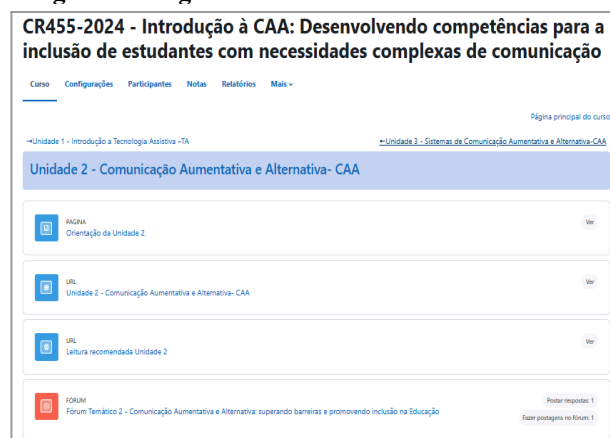 CR455-2024 - Introdução à CAA: Desenvolvendo competências para a
inclusão de estudantes com necessidades complexas de comunicação
Curso Configurações Participantes Notas Relatórios Mais
Página principal do curso
→Unidade 1 - Introdução a Tecnologia Assistiva –TA ←Unidade 3 - Sistemas de Comunicação Aumentativa e Alternativa-CAA
Unidade 2 - Comunicação Aumentativa e Alternativa- CAA
PÁGINA
Orientação da Unidade 2 Ver
URL
Unidade 2 - Comunicação Aumentativa e Alternativa- CAA Ver
URL
Leitura recomendada Unidade 2 Ver
FÓRUM Postar respostas: 1
Fórum Temático 2 - Comunicação Aumentativa e Alternativa: superando barreiras e promovendo inclusão na Educação
Fazer postagens no fórum: 1